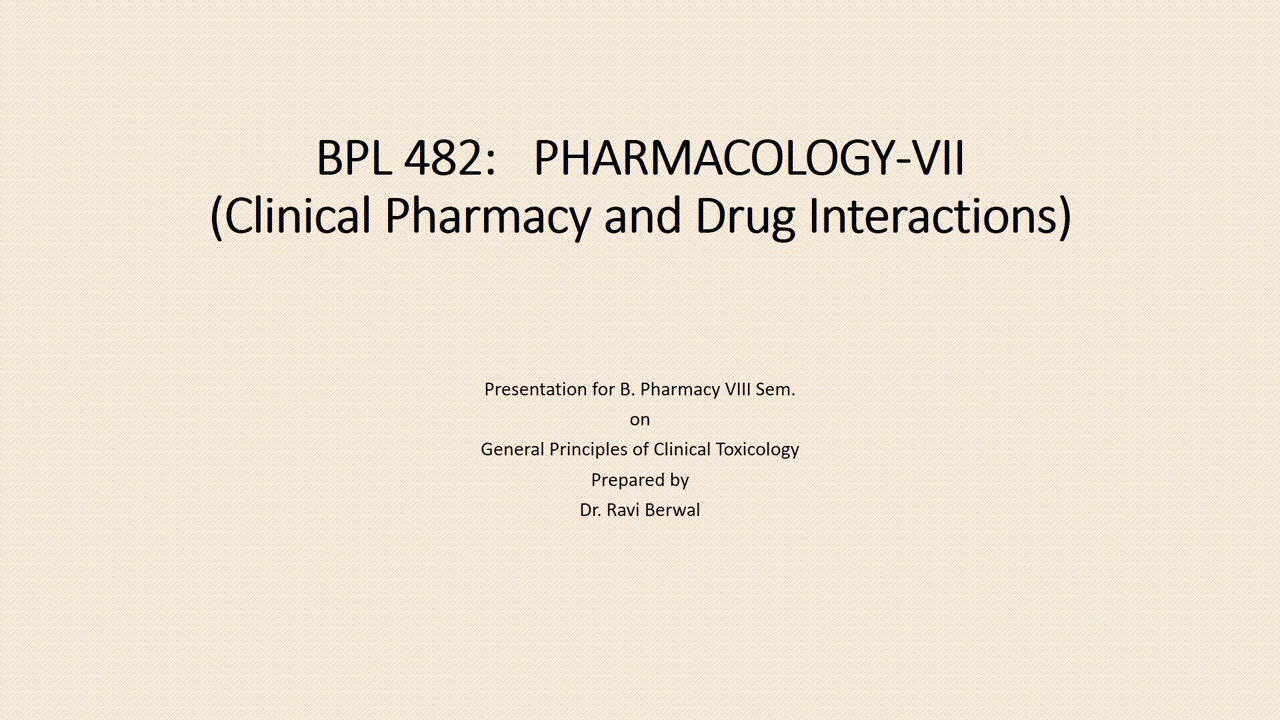 BPL 482: PHARMACOLOGY-VII
(Clinical Pharmacy and Drug Interactions)
Presentation for B. Pharmacy VIII Sem.
on
General Principles of Clinical Toxicology
Prepared by
Dr. Ravi Berwal